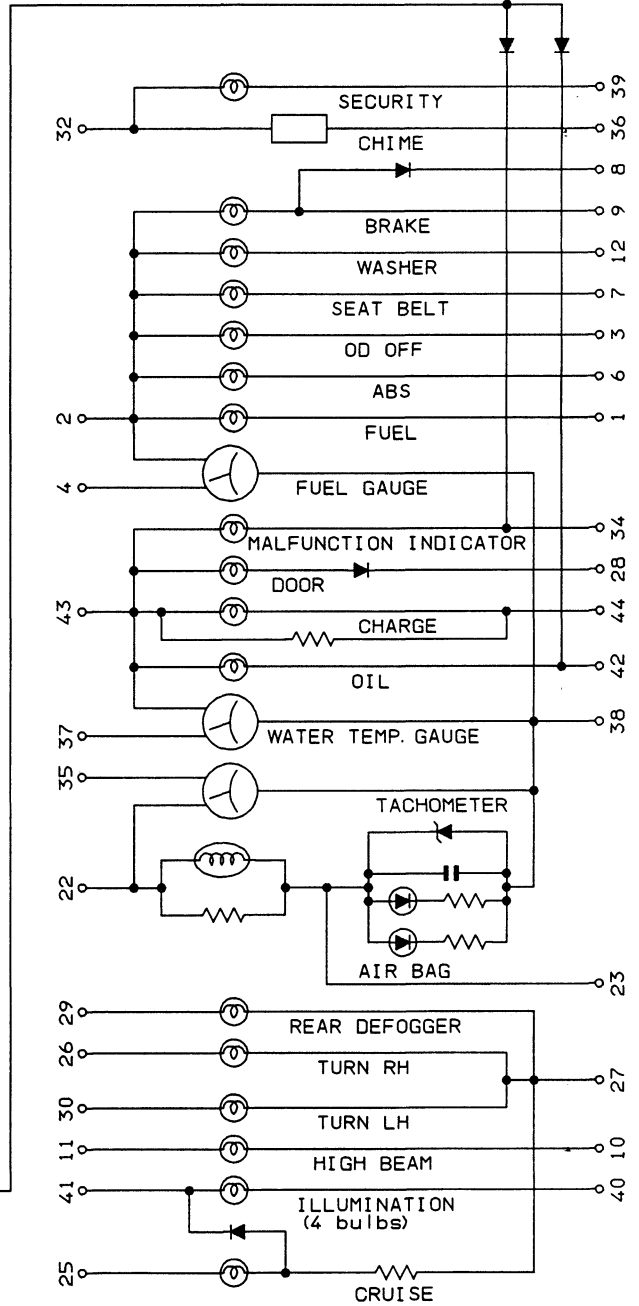 39
SECURITY
32
36
CHIME
8
9
BRAKE
12
WASHER
7
SEAT BELT
3
OD OFF
6
ABS
2
1
FUEL
4
FUEL GAUGE
34
MALFUNCTION INDICATOR
28
DOOR
43
44
CHARGE
42
OIL
38
37
WATER TEMP. GAUGE
35
TACHOMETER
22
AIR BAG
23
29
REAR DEFOGGER
26
TURN RH
27
30
TURN LH
11
10
HIGH BEAM
41
40
ILLUMINATION
(4 bulbs)
25
CRUISE